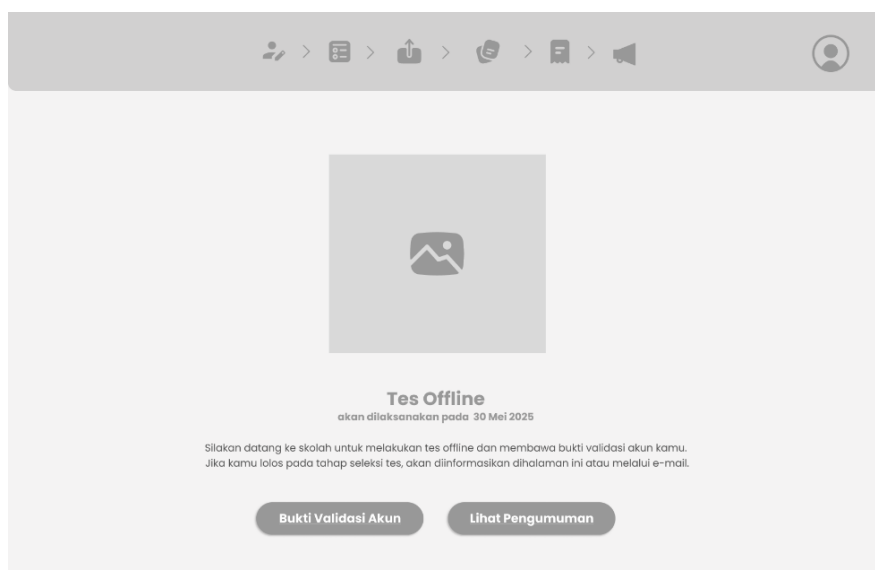 Tes Offline
akan dilaksanakan pada 30 Mei 2025
Silakan datang ke skolah untuk melakukan tes offline dan membawa bukti validasi akun kamu.
Jika kamu lolos pada tahap seleksi tes, akan diinformasikan dihalaman ini atau melalui e-mail.
Bukti Validasi Akun
Lihat Pengumuman